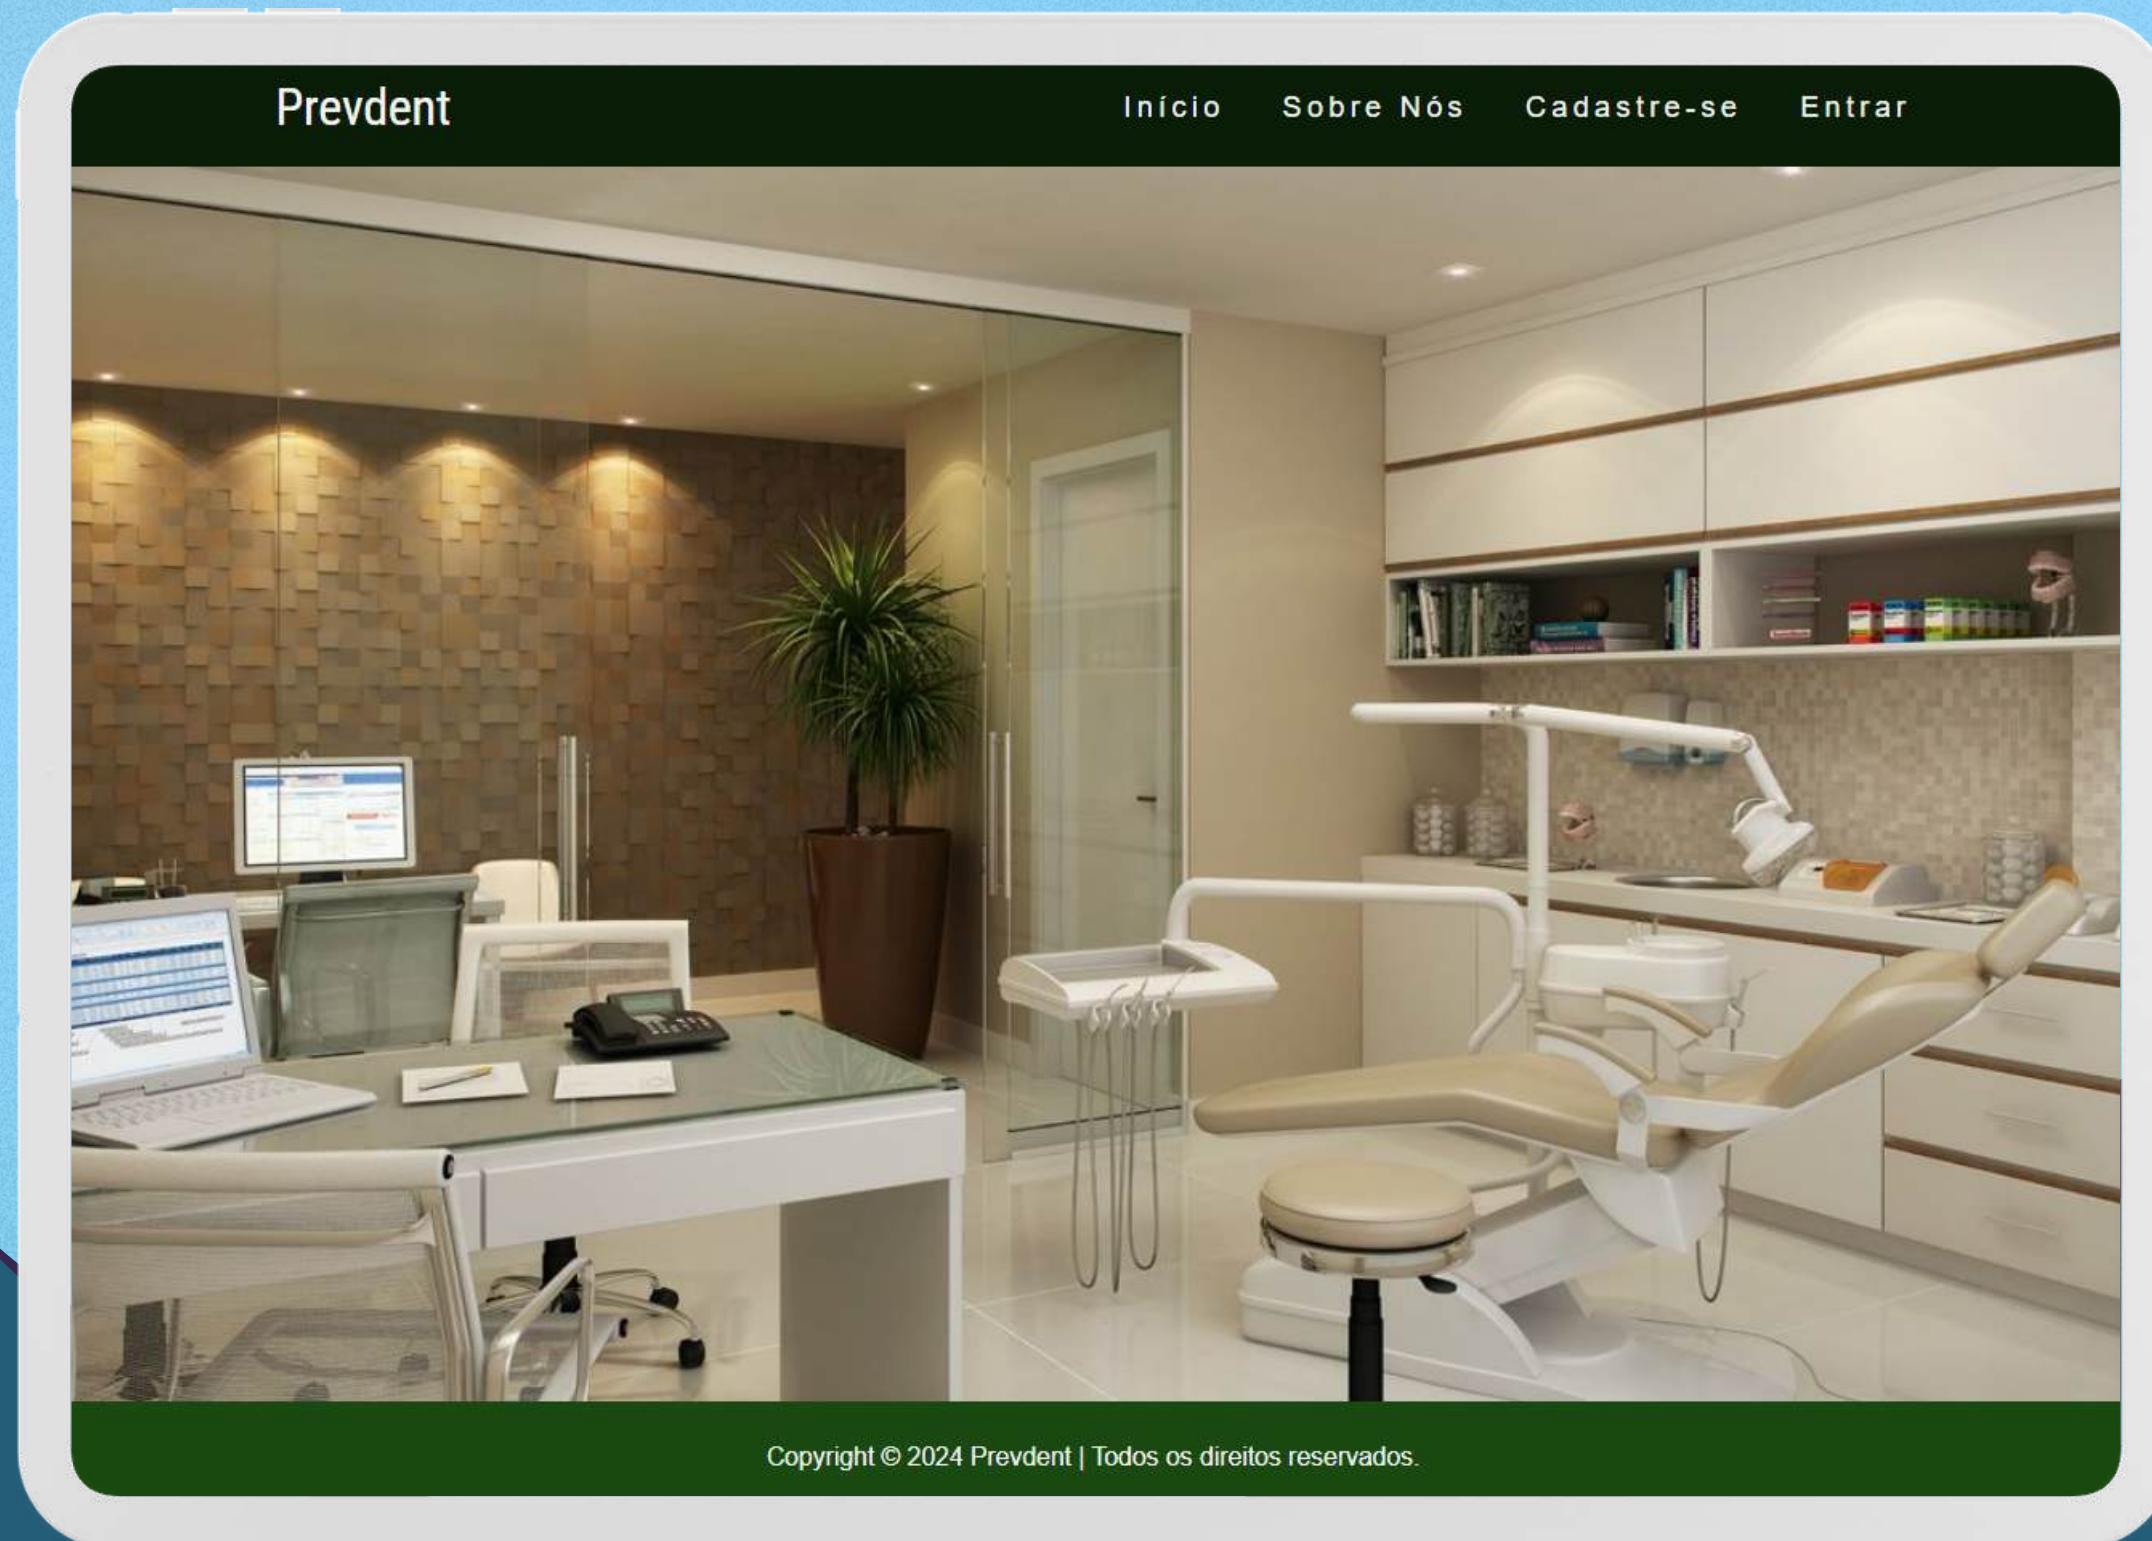 Prevdent
Início Sobre Nós Cadastre-se Entrar
Copyright © 2024 Prevdent | Todos os direitos reservados.